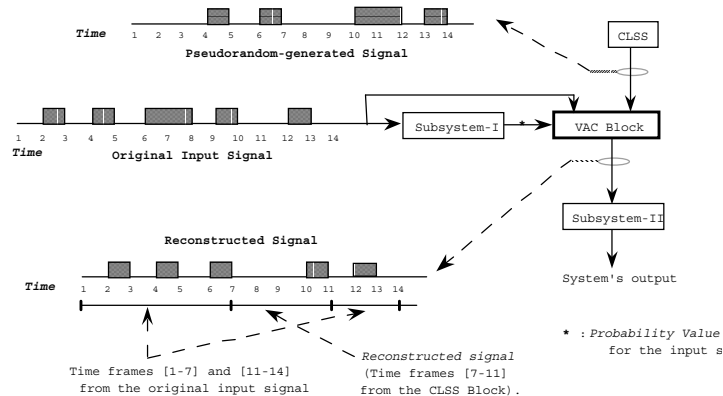 Time
1 2 3 4 5 6 7 8 9 10 11 12 13 14
Pseudorandom-generated Signal
CLSS
1 2 3 4 5 6 7 8 9 10 11 12 13 14
Time
Original Input Signal
Subsystem-I
*
VAC Block
Subsystem-II
System's output
Reconstructed Signal
Time
1 2 3 4 5 6 7 8 9 10 11 12 13 14
Time frames [1-7] and [11-14]
from the original input signal
Reconstructed signal
(Time frames [7-11]
from the CLSS Block).
* : Probability Value
for the input s